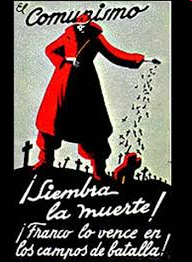 El
Comunismo
¡Siembra
la muerte!
¡Franco lo vence en
los campos de batalla!